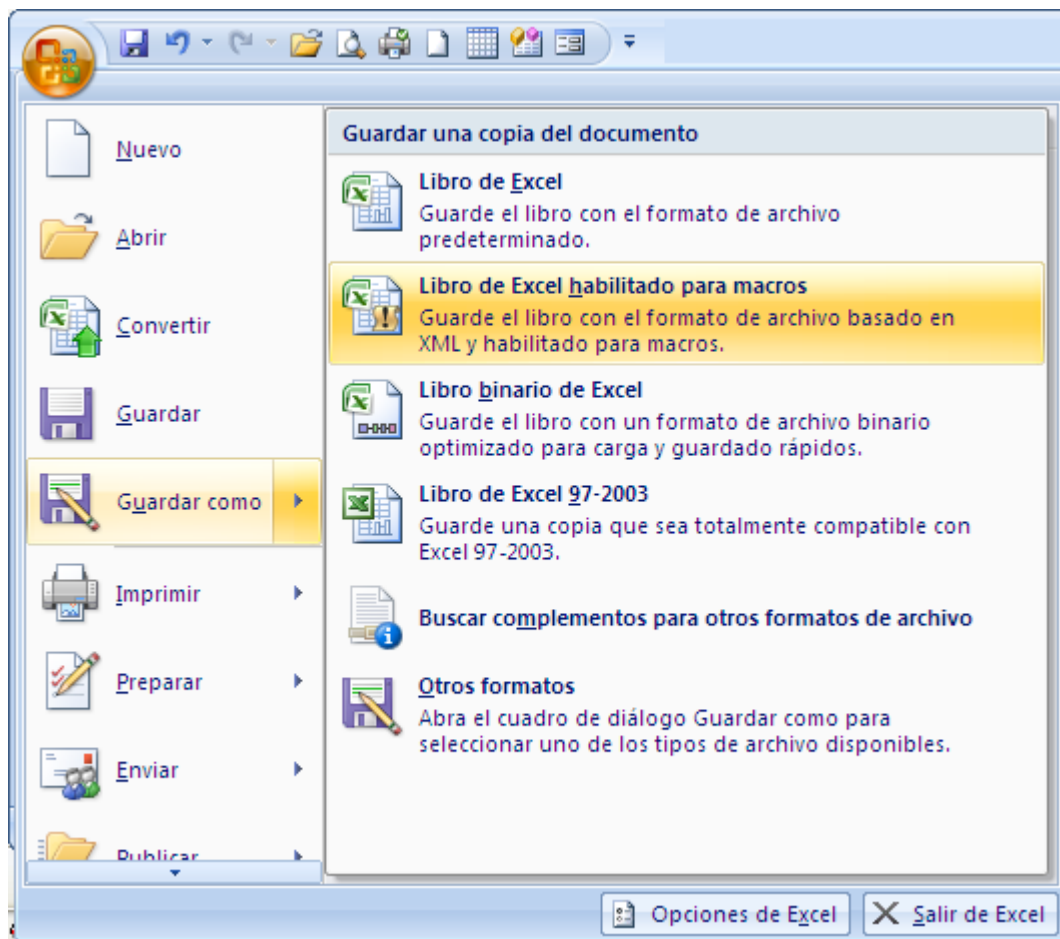 Nuevo
Abrir
Convertir
Guardar
Guardar como
Imprimir
Preparar
Enviar
Publicar
Guardar una copia del documento
Libro de Excel
Guarde el libro con el formato de archivo
predeterminado.
Libro de Excel habilitado para macros
Guarde el libro con el formato de archivo basado en
XML y habilitado para macros.
Libro binario de Excel
Guarde el libro con un formato de archivo binario
optimizado para carga y guardado rápidos.
Libro de Excel 97-2003
Guarde una copia que sea totalmente compatible con
Excel 97-2003.
Buscar complementos para otros formatos de archivo
Otros formatos
Abra el cuadro de diálogo Guardar como para
seleccionar uno de los tipos de archivo disponibles.
Opciones de Excel
Salir de Excel